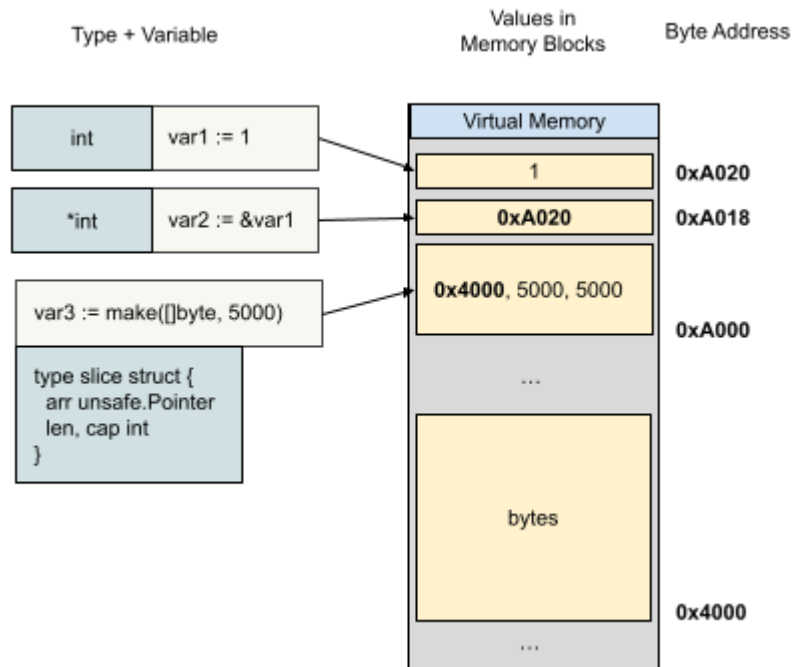 Type + Variable
Values in
Memory Blocks
Byte Address
Virtual Memory
int
var1 := 1
1
0xA020
*int
var2 := &var1
0xA020
0xA018
var3 := make([]byte, 5000)
0x4000, 5000, 5000
0xA000
type slice struct {
arr unsafe.Pointer
len, cap int
}
...
bytes
0x4000
...